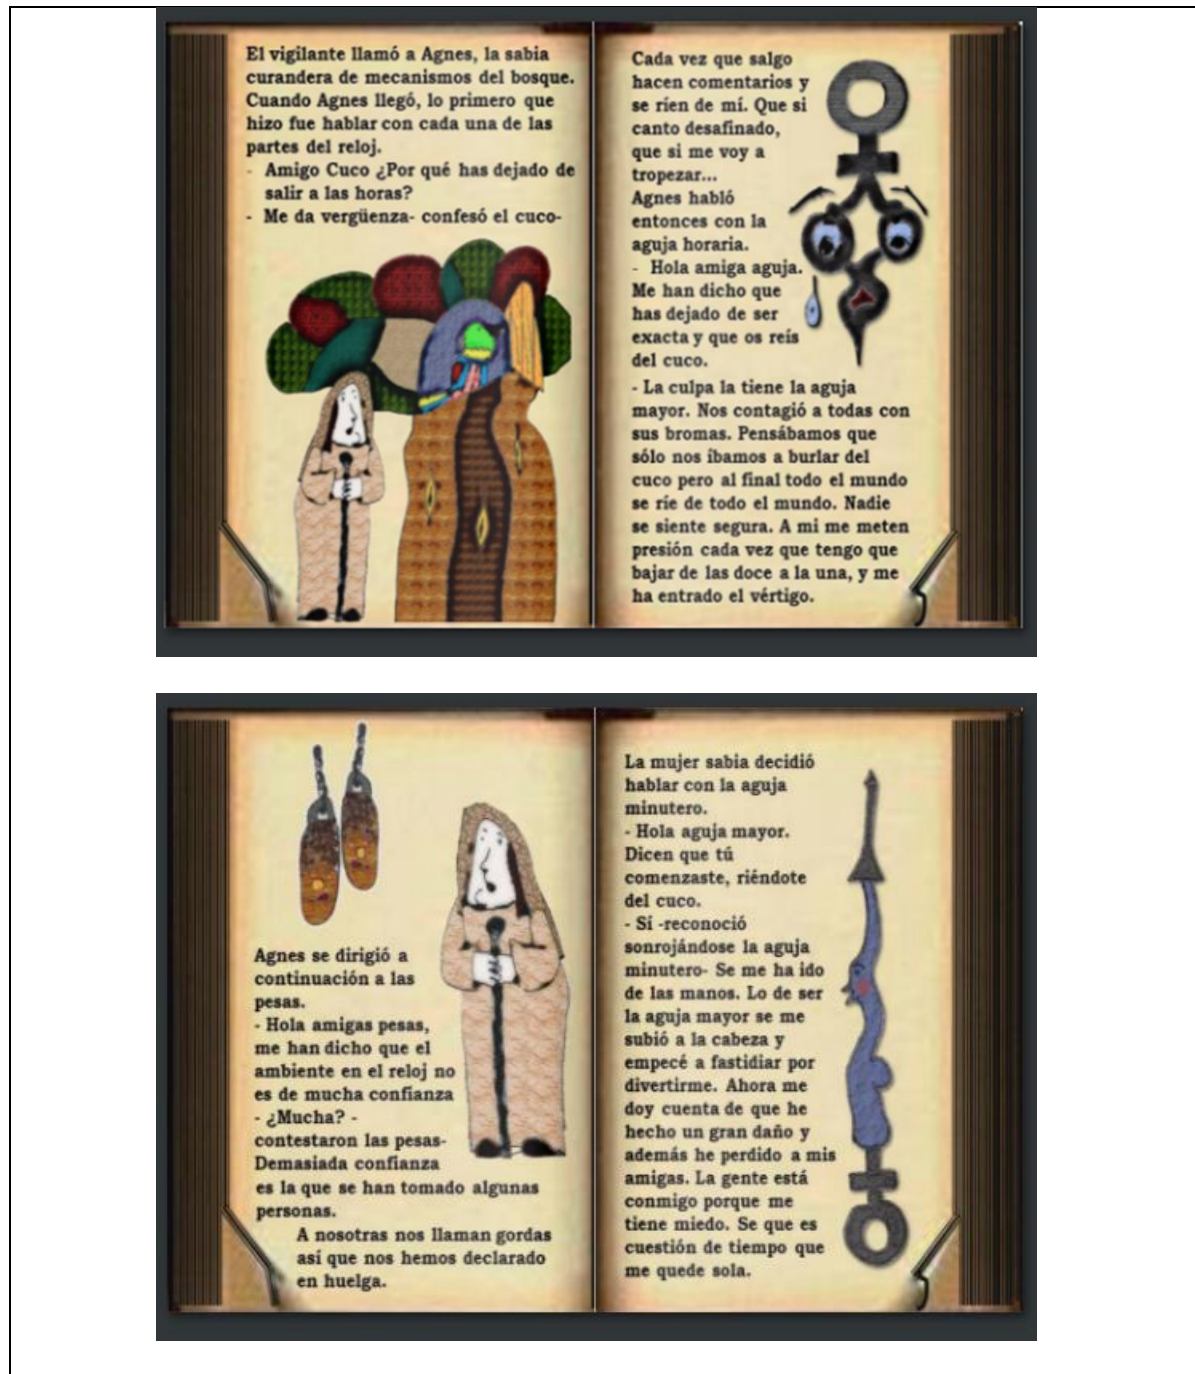 El vigilante llamó a Agnes, la sabia
curandera de mecanismos del bosque.
Cuando Agnes llegó, lo primero que
hizo fue hablar con cada una de las
partes del reloj.
- Amigo Cuco ¿Por qué has dejado de
salir a las horas?
- Me da vergüenza- confesó el cuco-
Cada vez que salgo
hacen comentarios y
se ríen de mí. Que si
canto desafinado,
que si me voy a
tropezar...
Agnes habló
entonces con la
aguja horaria.
- Hola amiga aguja.
Me han dicho que
has dejado de ser
exacta y que os reís
del cuco.
- La culpa la tiene la aguja
mayor. Nos contagió a todas con
sus bromas. Pensábamos que
sólo nos íbamos a burlar del
cuco pero al final todo el mundo
se ríe de todo el mundo. Nadie
se siente segura. A mi me meten
presión cada vez que tengo que
bajar de las doce a la una, y me
ha entrado el vértigo.
Agnes se dirigió a
continuación a las
pesas.
- Hola amigas pesas,
me han dicho que el
ambiente en el reloj no
es de mucha confianza
- ¿Mucha? -
contestaron las pesas-
Demasiada confianza
es la que se han tomado algunas
personas.
A nosotras nos llaman gordas
así que nos hemos declarado
en huelga.
La mujer sabia decidió
hablar con la aguja
minutero.
- Hola aguja mayor.
Dicen que tú
comenzaste, riéndote
del cuco.
- Sí -reconoció
sonrojándose la aguja
minutero- Se me ha ido
de las manos. Lo de ser
la aguja mayor se me
subió a la cabeza y
empecé a fastidiar por
divertirme. Ahora me
doy cuenta de que he
hecho un gran daño y
además he perdido a mis
amigas. La gente está
conmigo porque me
tiene miedo. Se que es
cuestión de tiempo que
me quede sola.